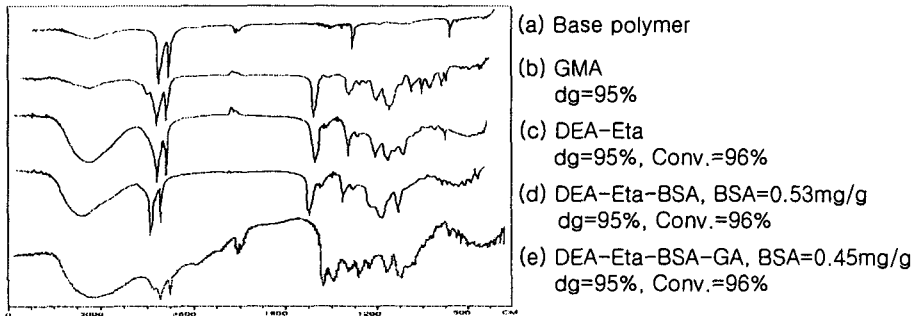 (a) Base polymer
(b) GMA
dg=95%
(c) DEA-Eta
dg=95%, Conv.=96%
(d) DEA-Eta-BSA, BSA=0.53mg/g
dg=95%, Conv.=96%
(e) DEA-Eta-BSA-GA, BSA=0.45mg/g
dg=95%, Conv.=96%
1200